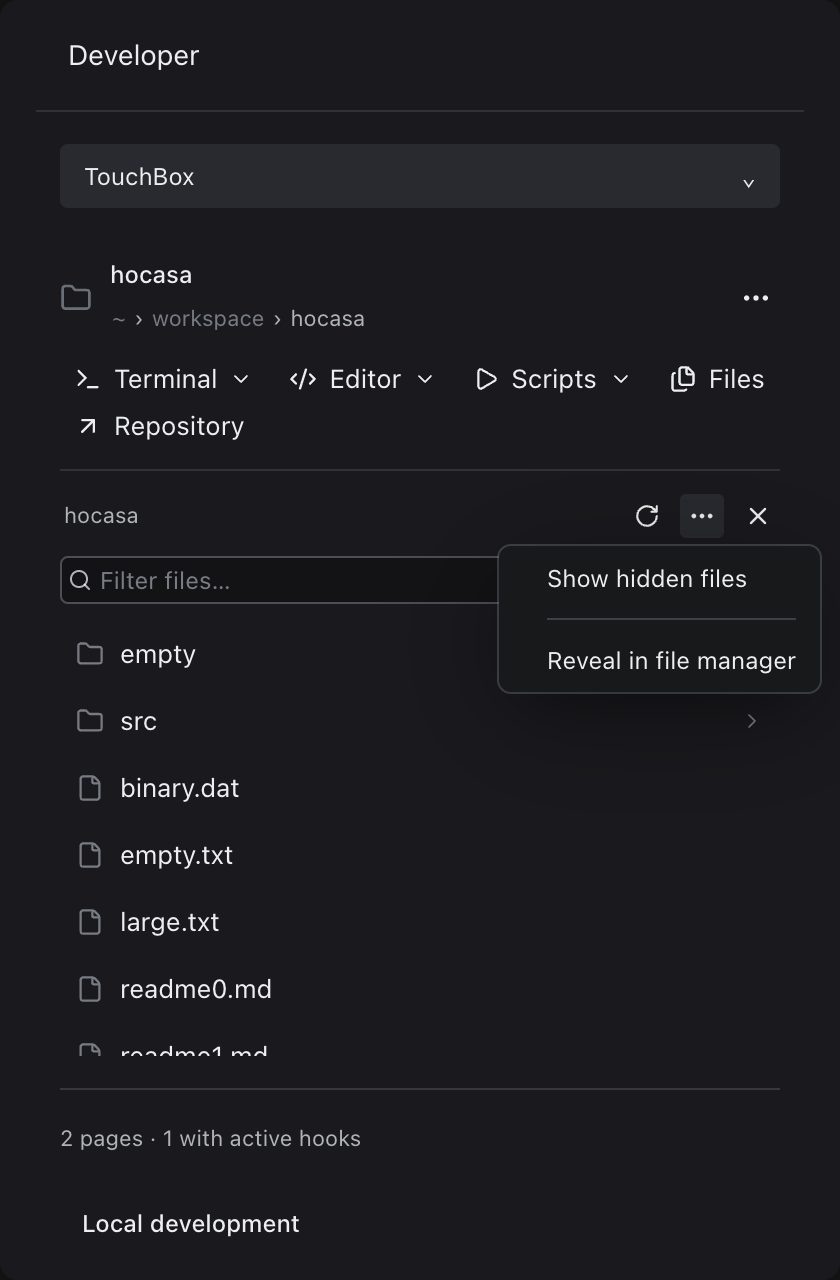 Developer
TouchBox
hocasa
~ › workspace › hocasa
Terminal Editor Scripts Files
Repository
hocasa
Filter files...
Show hidden files
Reveal in file manager
empty
src
binary.dat
empty.txt
large.txt
readme0.md
readme1.md
2 pages · 1 with active hooks
Local development